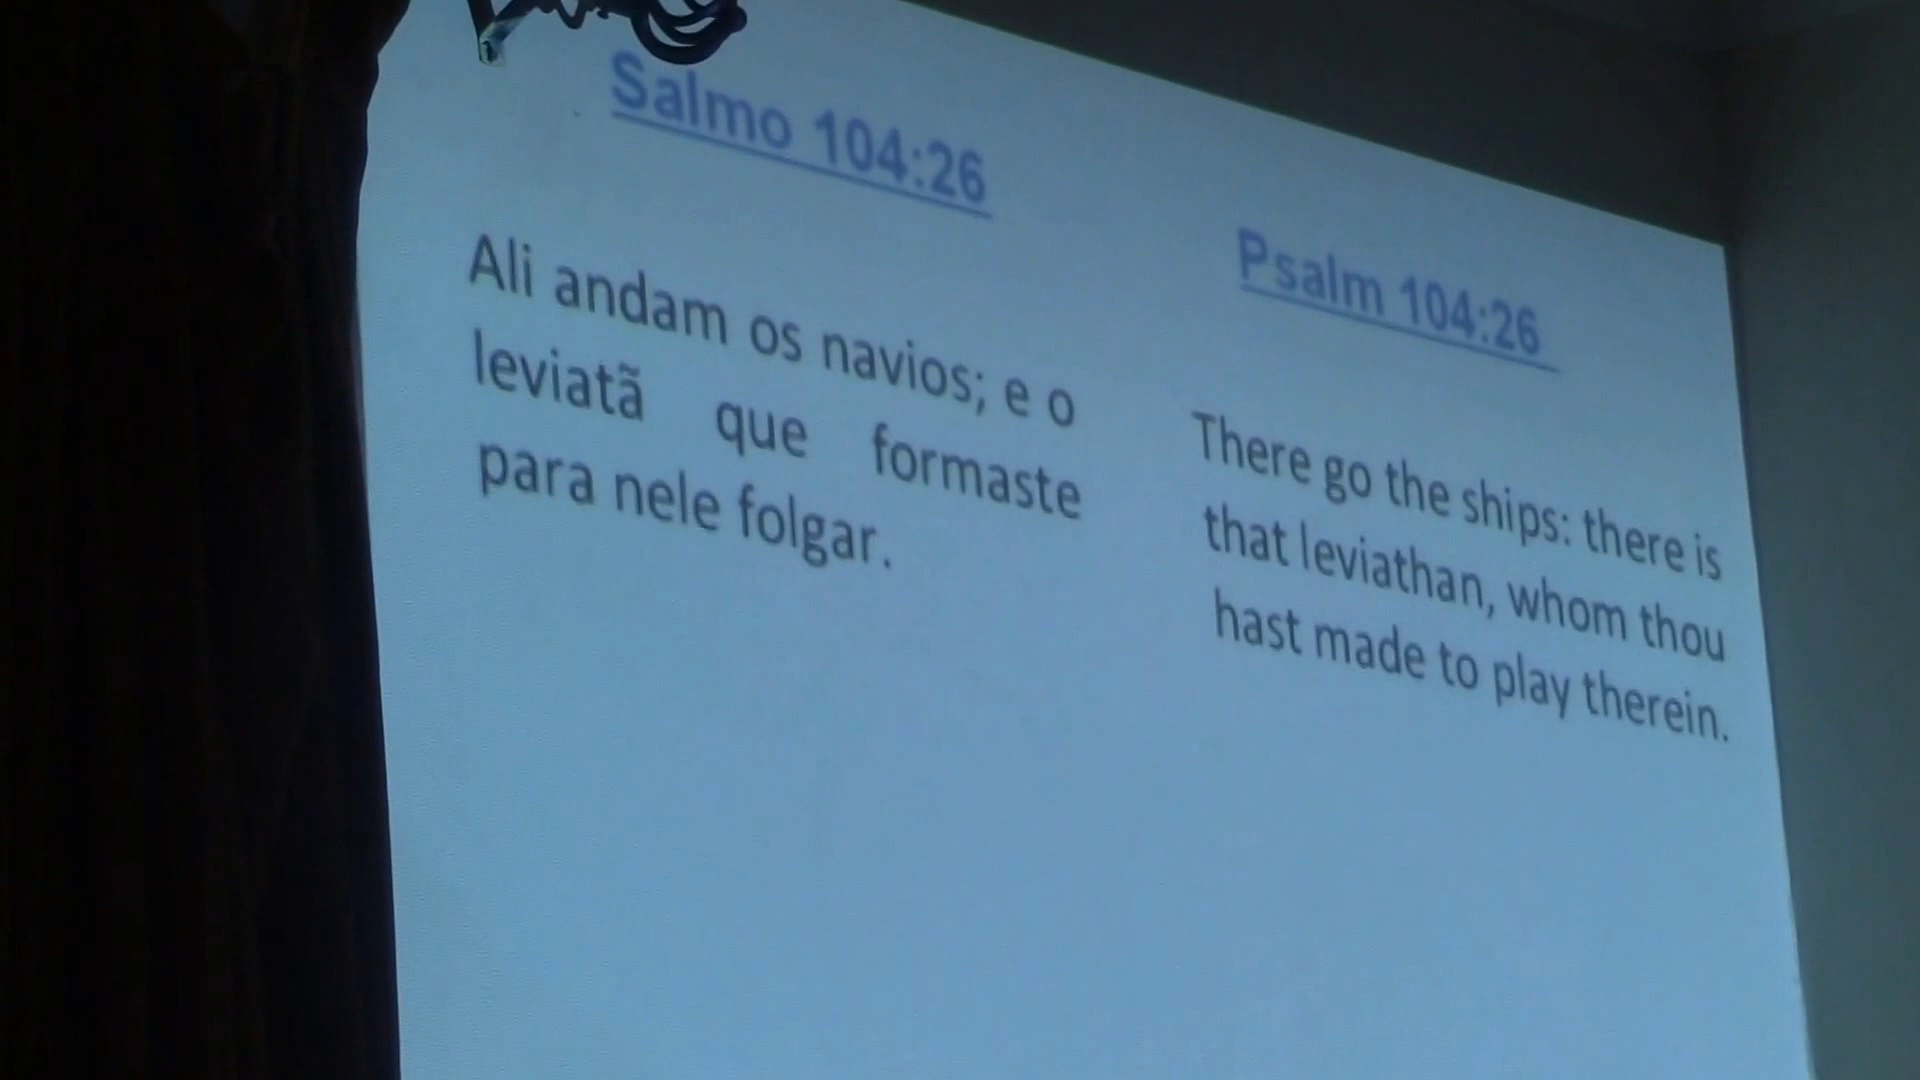 Salmo 104:26
Ali andam os navios; e o
leviatã que formaste
para nele folgar.
Psalm 104:26
There go the ships: there is
that leviathan, whom thou
hast made to play therein.